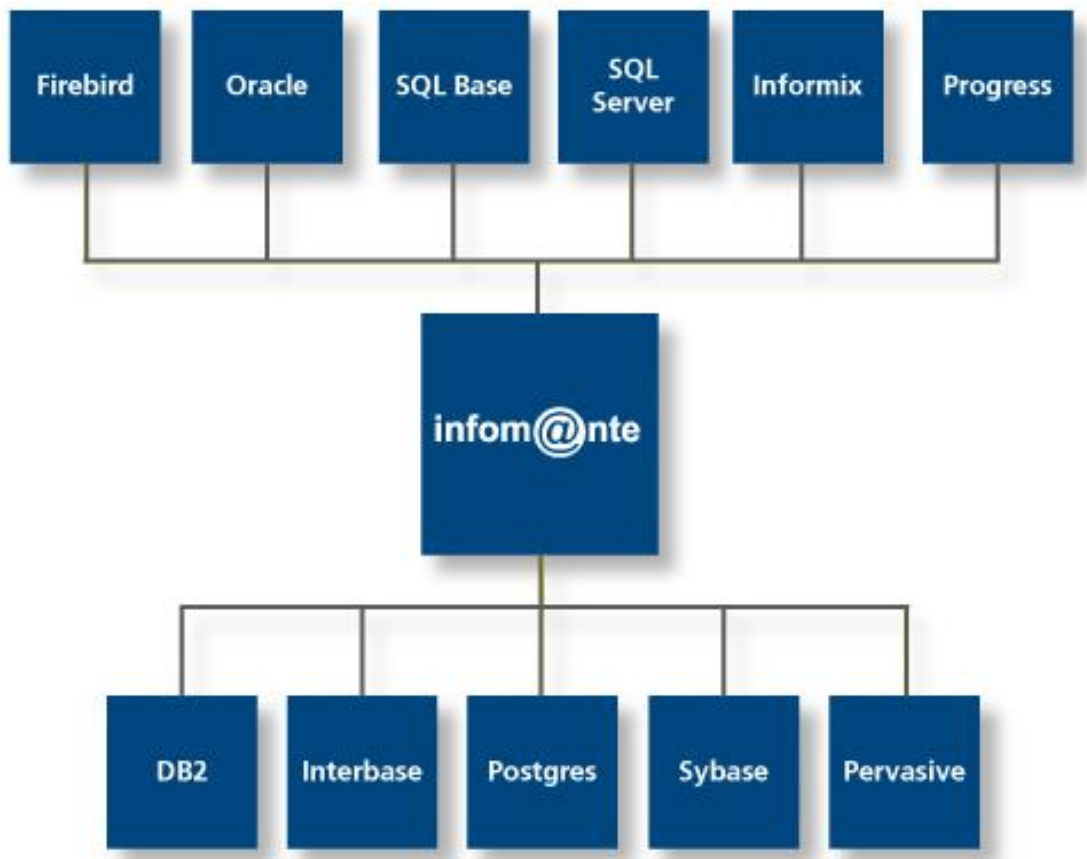 Firebird
Oracle
SQL Base
SQL
Server
Informix
Progress
infom@nte
DB2
Interbase
Postgres
Sybase
Pervasive